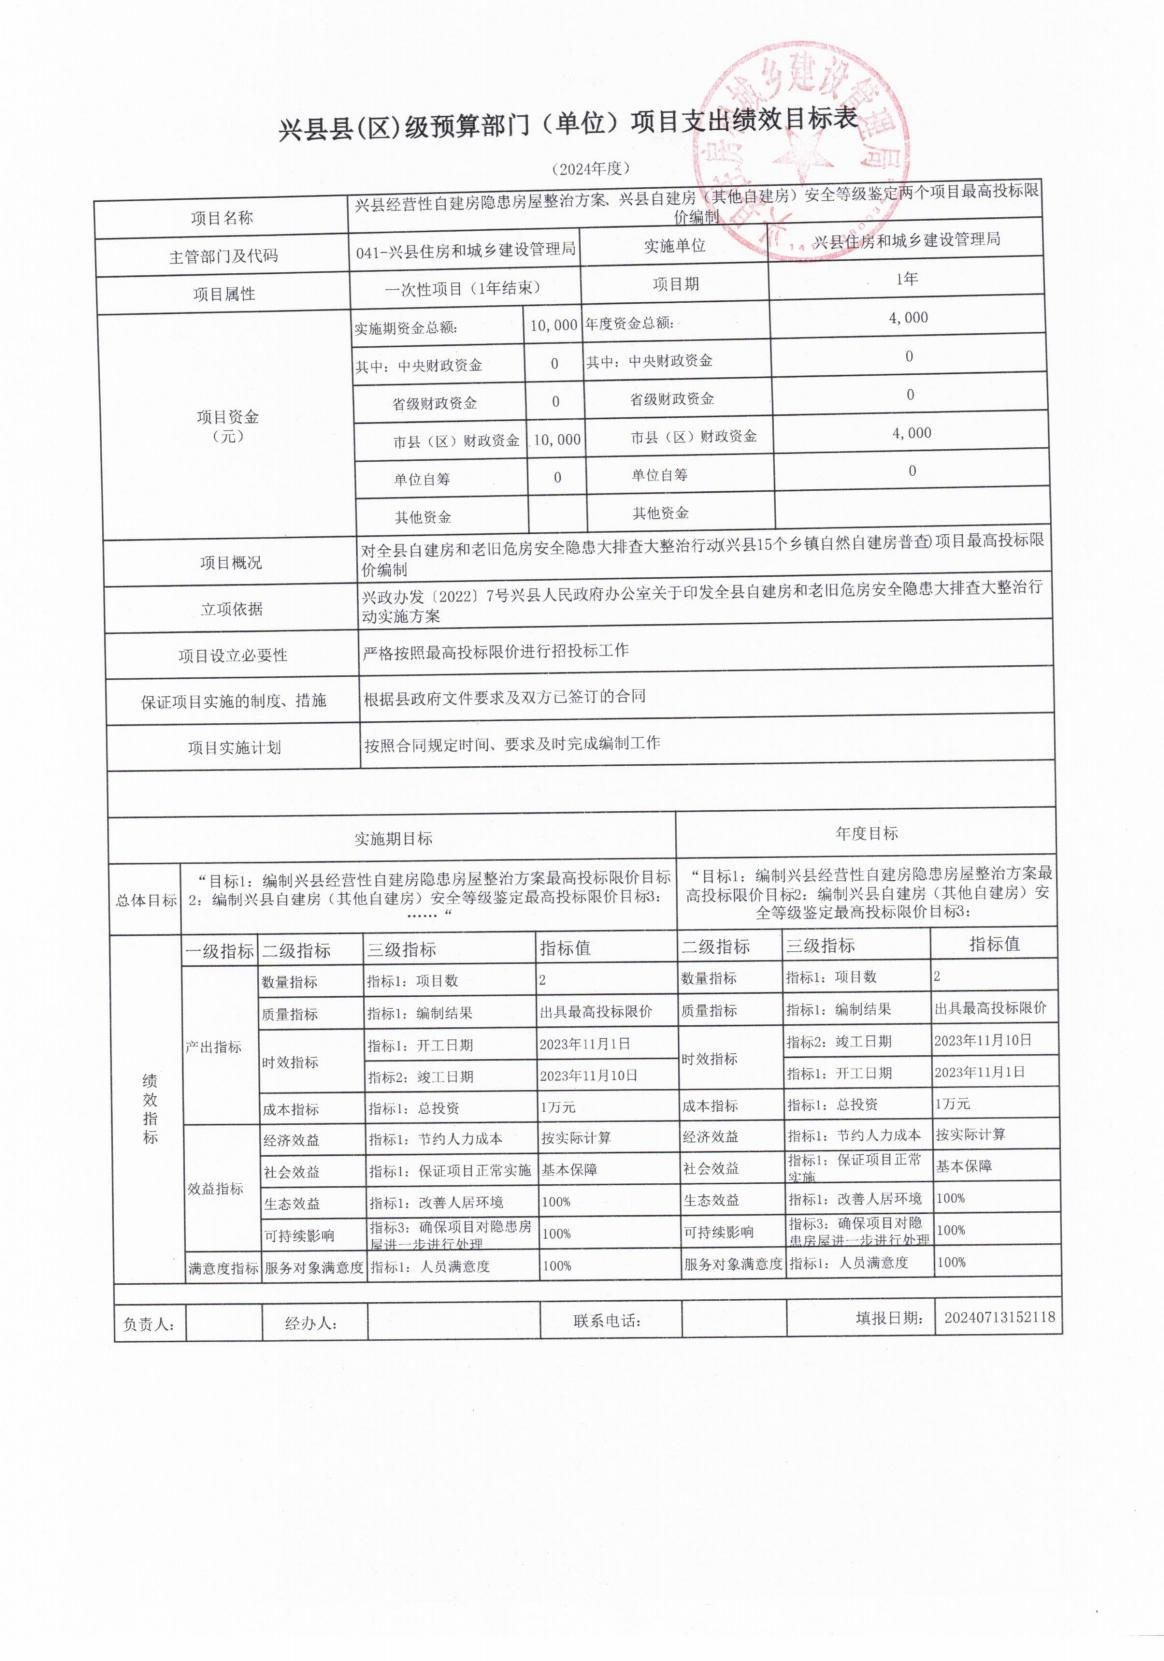 兴县县(区)级预算部门（单位）项目支出绩效目标表
（2024年度）
项目名称
兴县经营性自建房隐患房屋整治方案、兴县自建房（其他自建房）安全等级鉴定两个项目最高投标限
价编制
主管部门及代码 041-兴县住房和城乡建设管理局 实施单位 兴县住房和城乡建设管理局
项目属性 一次性项目（1年结束） 项目期 1年
项目资金
（元）
实施期资金总额: 10,000 年度资金总额: 4,000
其中: 中央财政资金 0 其中: 中央财政资金 0
省级财政资金 0 省级财政资金 0
市县（区）财政资金 10,000 市县（区）财政资金 4,000
单位自筹 0 单位自筹 0
其他资金 其他资金
项目概况
对全县自建房和老旧危房安全隐患大排查大整治行动(兴县15个乡镇自然自建房普查)项目最高投标限
价编制
立项依据
兴政办发〔2022〕7号兴县人民政府办公室关于印发全县自建房和老旧危房安全隐患大排查大整治行
动实施方案
项目设立必要性 严格按照最高投标限价进行招投标工作
保证项目实施的制度、措施 根据县政府文件要求及双方已签订的合同
项目实施计划 按照合同规定时间、要求及时完成编制工作
实施期目标 年度目标
总体目标
“目标1: 编制兴县经营性自建房隐患房屋整治方案最高投标限价目标
2: 编制兴县自建房（其他自建房）安全等级鉴定最高投标限价目标3:
……“
“目标1: 编制兴县经营性自建房隐患房屋整治方案最
高投标限价目标2: 编制兴县自建房（其他自建房）安
全等级鉴定最高投标限价目标3:
绩效指标
一级指标 二级指标 三级指标 指标值 二级指标 三级指标 指标值
产出指标
数量指标 指标1: 项目数 2 数量指标 指标1: 项目数 2
质量指标 指标1: 编制结果 出具最高投标限价 质量指标 指标1: 编制结果 出具最高投标限价
时效指标 指标1: 开工日期 2023年11月1日 时效指标 指标2: 竣工日期 2023年11月10日
指标2: 竣工日期 2023年11月10日 指标1: 开工日期 2023年11月1日
成本指标 指标1: 总投资 1万元 成本指标 指标1: 总投资 1万元
效益指标
经济效益 指标1: 节约人力成本 按实际计算 经济效益 指标1: 节约人力成本 按实际计算
社会效益 指标1: 保证项目正常实施 基本保障 社会效益 指标1: 保证项目正常
实施 基本保障
生态效益 指标1: 改善人居环境 100% 生态效益 指标1: 改善人居环境 100%
可持续影响 指标3: 确保项目对隐患房
屋进一步进行处理 100% 可持续影响 指标3: 确保项目对隐
患房屋进一步进行处理 100%
满意度指标 服务对象满意度 指标1: 人员满意度 100% 服务对象满意度 指标1: 人员满意度 100%
负责人: 经办人: 联系电话: 填报日期: 20240713152118